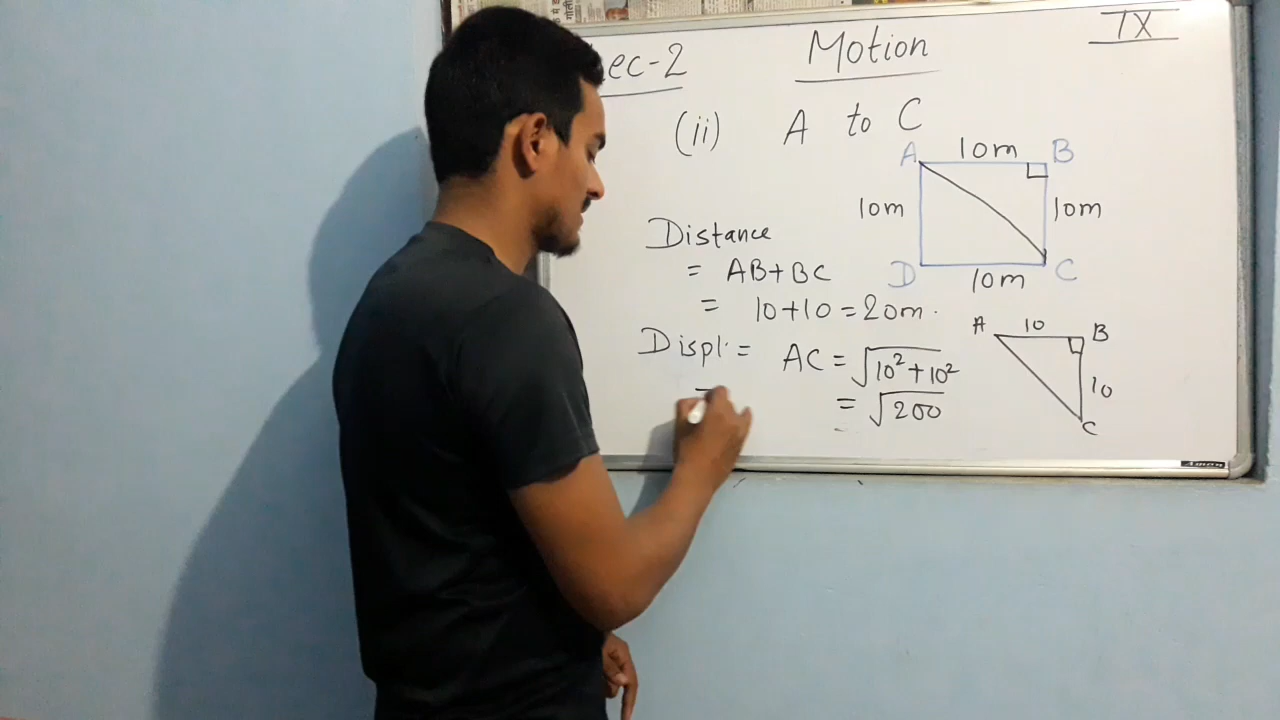 ec-2 Motion IX
(ii) A to C
A 10m B
10m 10m
D 10m C
Distance
= AB+BC
= 10+10 = 20m.
Displ. = AC = √10²+10²
=
= √200
=
A 10 B
10
C